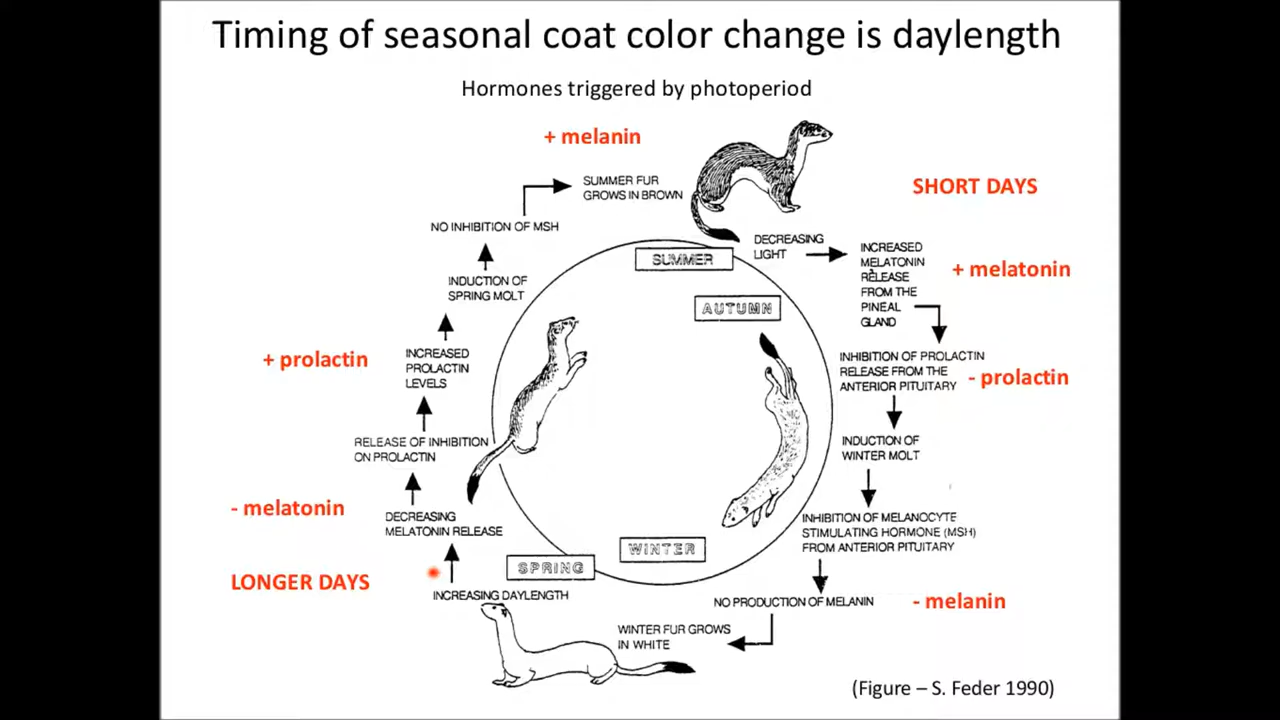 Timing of seasonal coat color change is daylength
Hormones triggered by photoperiod
+ melanin
SUMMER FUR
GROWS IN BROWN
SHORT DAYS
NO INHIBITION OF MSH
DECREASING
LIGHT
INCREASED
MELATONIN
RELEASE
FROM THE
PINEAL
GLAND
+ melatonin
SUMMER
INDUCTION OF
SPRING MOLT
AUTUMN
+ prolactin
INCREASED
PROLACTIN
LEVELS
INHIBITION OF PROLACTIN
RELEASE FROM THE
ANTERIOR PITUITARY
- prolactin
RELEASE OF INHIBITION
ON PROLACTIN
INDUCTION OF
WINTER MOLT
- melatonin
DECREASING
MELATONIN RELEASE
INHIBITION OF MELANOCYTE
STIMULATING HORMONE (MSH)
FROM ANTERIOR PITUITARY
WINTER
SPRING
LONGER DAYS
INCREASING DAYLENGTH
NO PRODUCTION OF MELANIN
- melanin
WINTER FUR GROWS
IN WHITE
(Figure – S. Feder 1990)